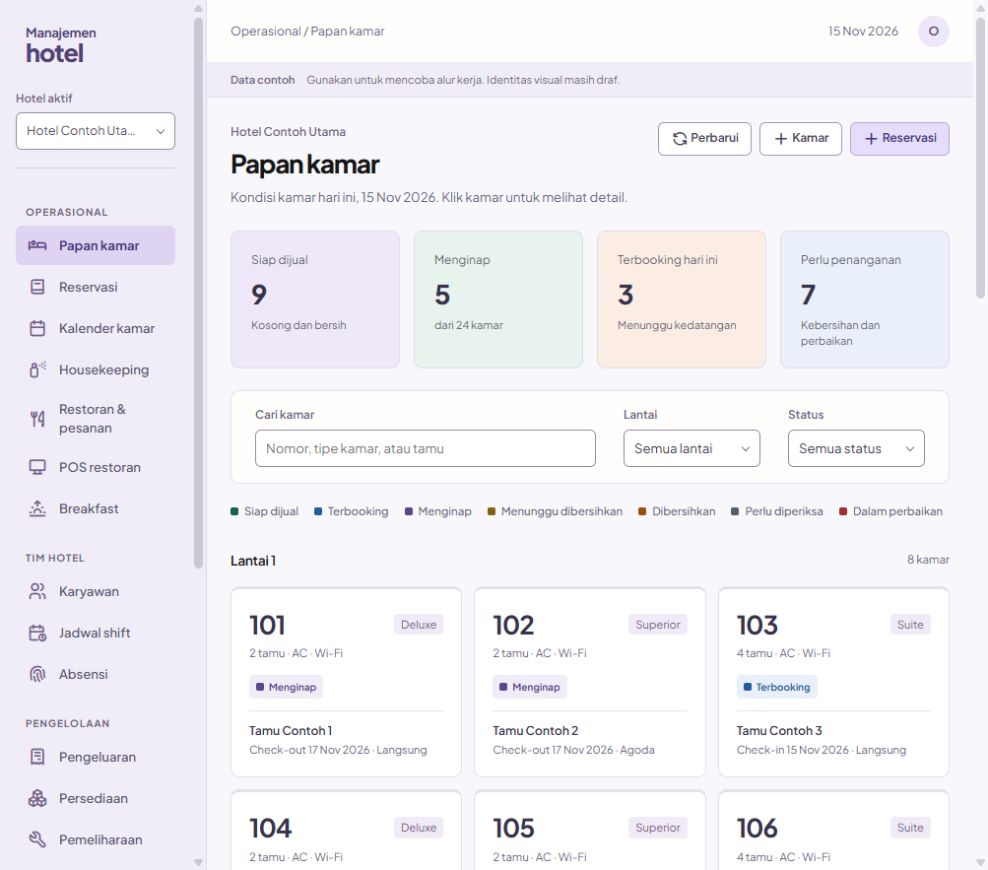 Manajemen
hotel
Hotel aktif
Hotel Contoh Uta...
OPERASIONAL
Papan kamar
Reservasi
Kalender kamar
Housekeeping
Restoran &
pesanan
POS restoran
Breakfast
TIM HOTEL
Karyawan
Jadwal shift
Absensi
PENGELOLAAN
Pengeluaran
Persediaan
Pemeliharaan
Operasional / Papan kamar
15 Nov 2026
O
Data contoh Gunakan untuk mencoba alur kerja. Identitas visual masih draf.
Hotel Contoh Utama
Papan kamar
Kondisi kamar hari ini, 15 Nov 2026. Klik kamar untuk melihat detail.
Perbarui
+ Kamar
+ Reservasi
Siap dijual
9
Kosong dan bersih
Menginap
5
dari 24 kamar
Terbooking hari ini
3
Menunggu kedatangan
Perlu penanganan
7
Kebersihan dan
perbaikan
Cari kamar
Nomor, tipe kamar, atau tamu
Lantai
Semua lantai
Status
Semua status
Siap dijual Terbooking Menginap Menunggu dibersihkan Dibersihkan Perlu diperiksa Dalam perbaikan
Lantai 1
8 kamar
101 Deluxe
2 tamu · AC · Wi-Fi
Menginap
Tamu Contoh 1
Check-out 17 Nov 2026 · Langsung
102 Superior
2 tamu · AC · Wi-Fi
Menginap
Tamu Contoh 2
Check-out 17 Nov 2026 · Agoda
103 Suite
4 tamu · AC · Wi-Fi
Terbooking
Tamu Contoh 3
Check-in 15 Nov 2026 · Langsung
104 Deluxe
2 tamu · AC · Wi-Fi
105 Superior
2 tamu · AC · Wi-Fi
106 Suite
4 tamu · AC · Wi-Fi